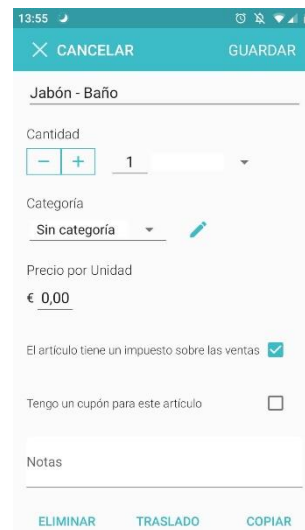 13:55
CANCELAR GUARDAR
Jabón - Baño
Cantidad
− + 1
Categoría
Sin categoría
Precio por Unidad
€ 0,00
El artículo tiene un impuesto sobre las ventas
Tengo un cupón para este artículo
Notas
ELIMINAR TRASLADO COPIAR